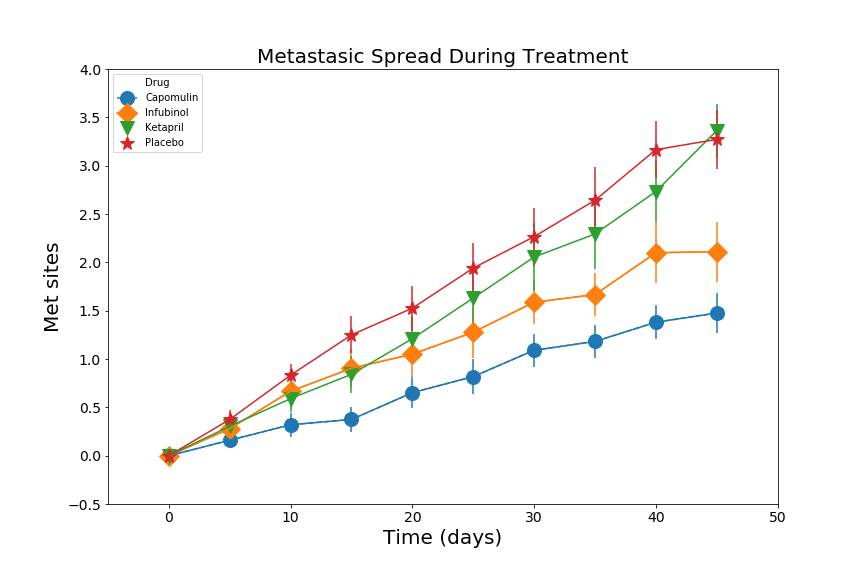 Metastasic Spread During Treatment
Drug
Capomulin
Infubinol
Ketapril
Placebo
Met sites
4.0
3.5
3.0
2.5
2.0
1.5
1.0
0.5
0.0
−0.5
0 10 20 30 40 50
Time (days)